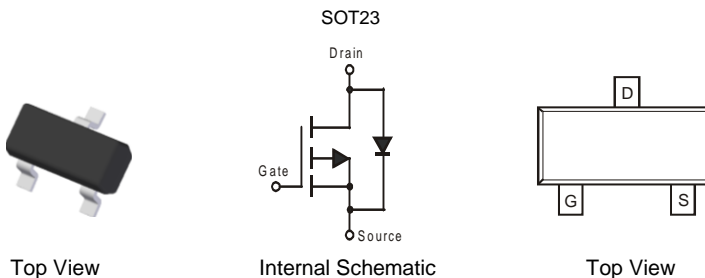 SOT23
Drain
D
Gate
G
S
Source
Top View
Internal Schematic
Top View